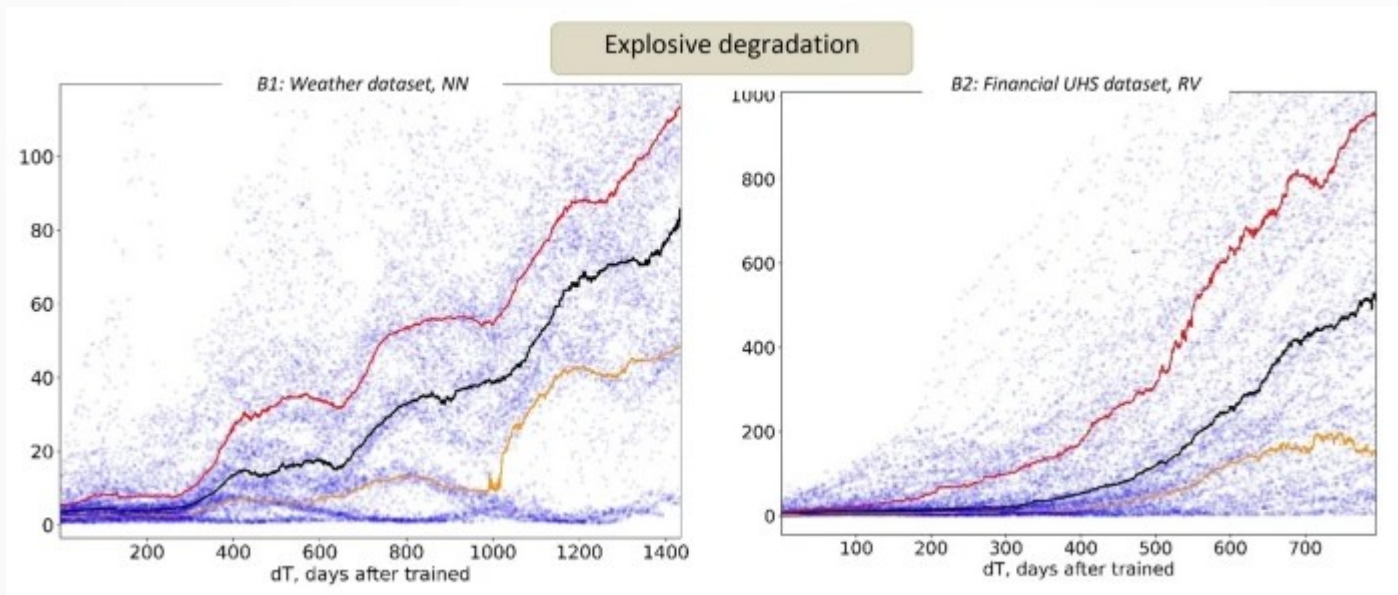 Explosive degradation
B1: Weather dataset, NN
100
80
60
40
20
0
200 400 600 800 1000 1200 1400
dT, days after trained
B2: Financial UHS dataset, RV
1000
800
600
400
200
0
100 200 300 400 500 600 700
dT, days after trained